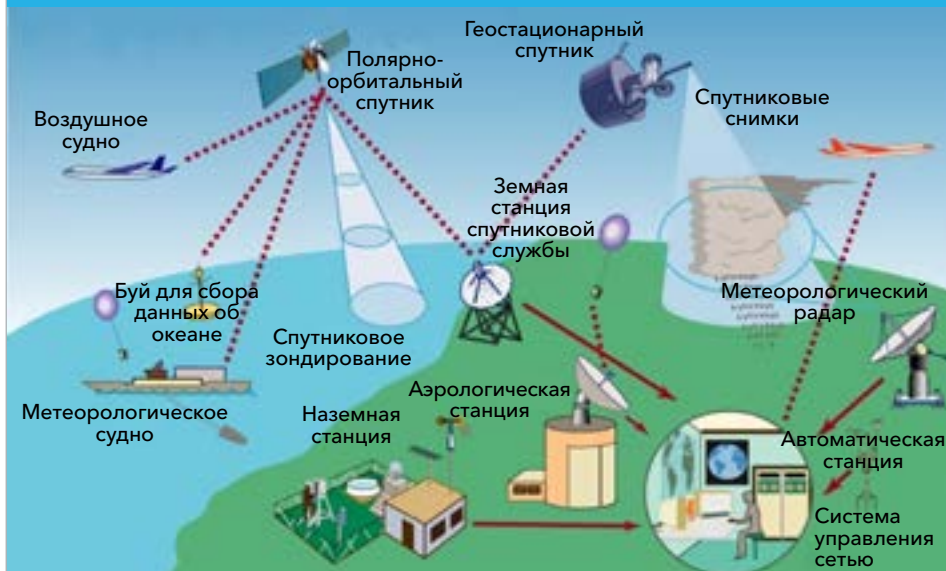 Геостационарный
спутник
Полярно-
орбитальный
спутник
Спутниковые
снимки
Воздушное
судно
Земная
станция
спутниковой
службы
Буй для сбора
данных об
океане
Метеорологический
радар
Спутниковое
зондирование
Метеорологическое
судно
Аэрологическая
станция
Наземная
станция
Автоматическая
станция
Система
управления
сетью